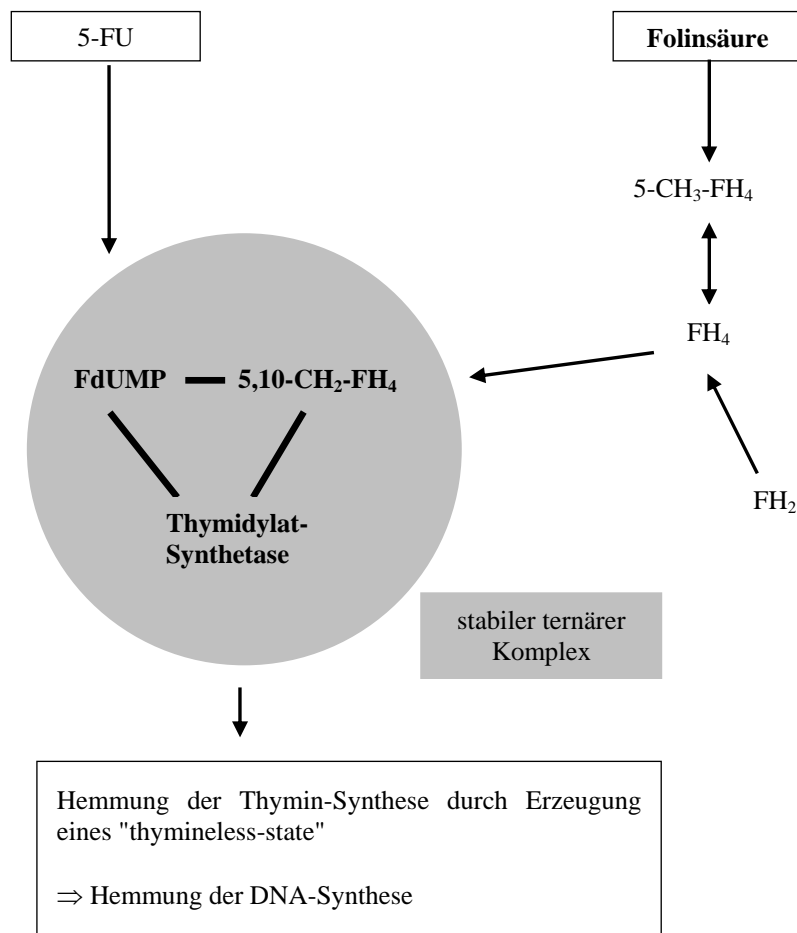 5-FU
Folinsäure
5-CH₃-FH₄
FH₄
FdUMP
5,10-CH₂-FH₄
FH₂
Thymidylat-
Synthetase
stabiler ternärer
Komplex
Hemmung der Thymin-Synthese durch Erzeugung
eines "thymineless-state"
⇒ Hemmung der DNA-Synthese